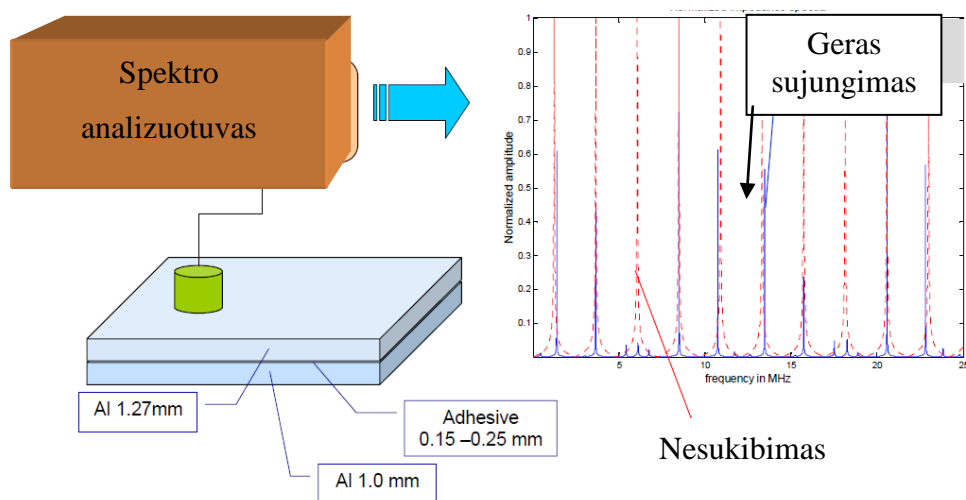 Spektro
analizuotuvas
Al 1.27mm
Adhesive
0.15 –0.25 mm
Al 1.0 mm
Geras
sujungimas
Normalized amplitude
1
0.9
0.8
0.7
0.6
0.5
0.4
0.3
0.2
0.1
5
10
15
20
25
frequency in MHz
Nesukibimas